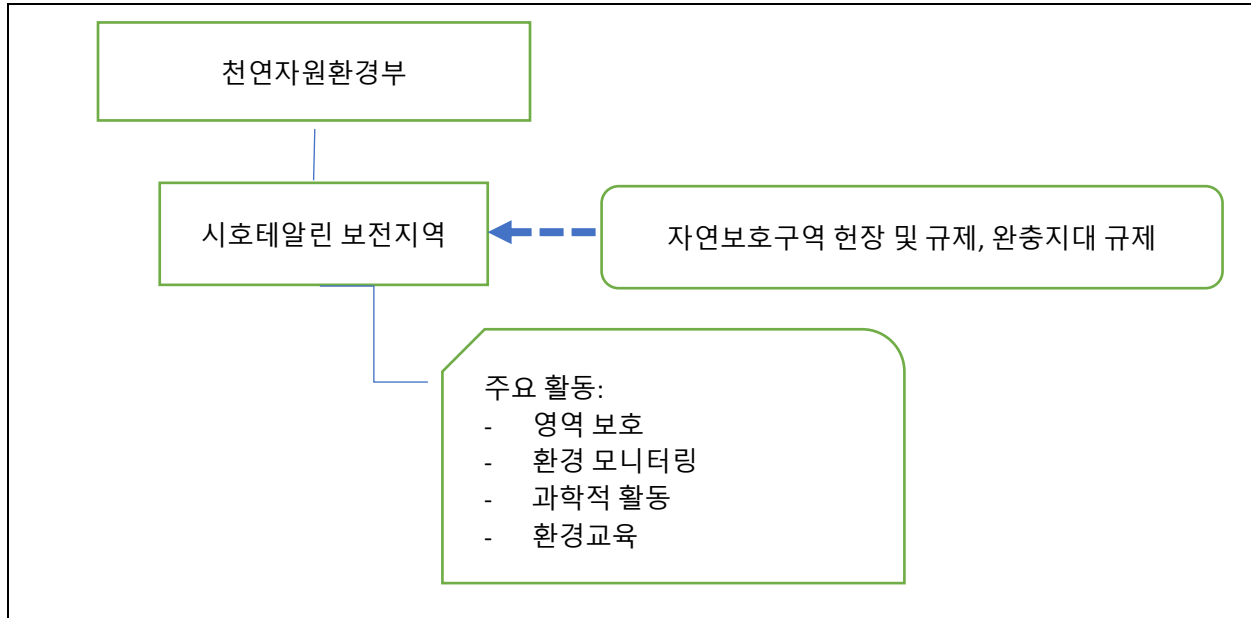 천연자원환경부
시호테알린 보전지역
자연보호구역 헌장 및 규제, 완충지대 규제
주요 활동:
- 영역 보호
- 환경 모니터링
- 과학적 활동
- 환경교육